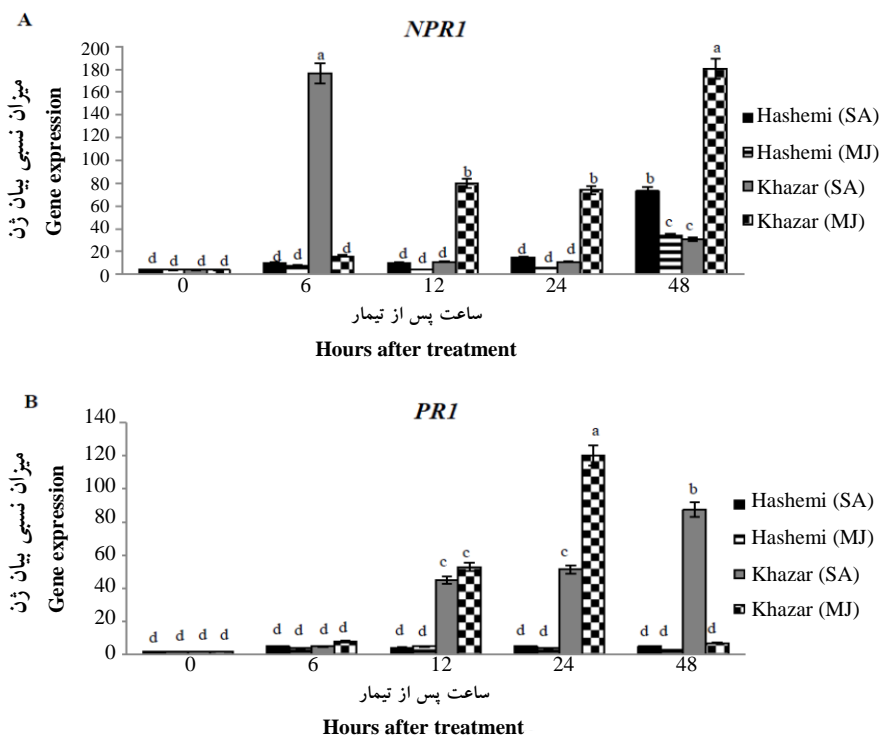 A
NPR1
میزان نسبی بیان ژن
Gene expression
200
180
160
140
120
100
80
60
40
20
0
d d d d
d d a d
d d d b
d d d b
b c c a
0 6 12 24 48
ساعت پس از تیمار
Hours after treatment
Hashemi (SA)
Hashemi (MJ)
Khazar (SA)
Khazar (MJ)
B
PR1
میزان نسبی بیان ژن
Gene expression
140
120
100
80
60
40
20
0
d d d d
d d d d
d d c c
d d c a
d d b d
0 6 12 24 48
ساعت پس از تیمار
Hours after treatment
Hashemi (SA)
Hashemi (MJ)
Khazar (SA)
Khazar (MJ)